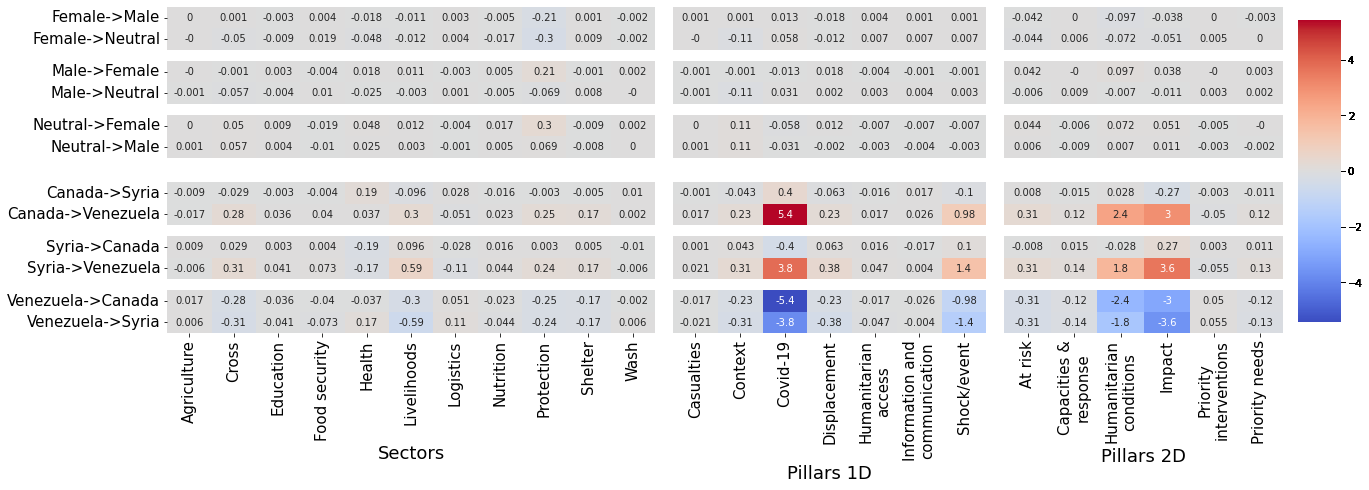 Female->Male 0 0.001 -0.003 -0.004 -0.018 -0.011 0.003 -0.005 -0.21 0.001 -0.002 0.001 0.001 0.013 -0.018 0.004 0.001 0.001 -0.042 0 -0.097 -0.038 0 -0.003
Female->Neutral -0 -0.05 -0.009 0.019 -0.048 -0.012 0.004 -0.017 -0.3 0.009 -0.002 -0 -0.11 0.058 -0.012 0.007 0.007 0.007 -0.044 0.006 -0.072 -0.051 0.005 0
Male->Female -0 -0.001 0.003 -0.004 0.018 0.011 -0.003 0.005 0.21 -0.001 0.002 -0.001 -0.001 -0.013 0.018 -0.004 -0.001 -0.001 0.042 -0 0.097 0.038 -0 0.003
Male->Neutral -0.001 -0.057 -0.004 0.01 -0.025 -0.003 0.001 -0.005 -0.069 0.008 -0 -0.001 -0.11 0.031 0.002 0.003 0.004 0.003 -0.006 0.009 -0.007 -0.011 0.003 0.002
Neutral->Female 0 0.05 0.009 -0.019 0.048 0.012 -0.004 0.017 0.3 -0.009 0.002 0 0.11 -0.058 0.012 -0.007 -0.007 -0.007 0.044 -0.006 0.072 0.051 -0.005 -0
Neutral->Male 0.001 0.057 0.004 -0.01 0.025 0.003 -0.001 0.005 0.069 -0.008 0 0.001 0.11 -0.031 -0.002 -0.003 -0.004 -0.003 0.006 -0.009 0.007 0.011 -0.003 -0.002
Canada->Syria -0.009 -0.029 -0.003 -0.004 0.19 -0.096 0.028 -0.016 -0.003 -0.005 0.01 -0.001 -0.043 0.4 -0.063 -0.016 0.017 -0.1 0.008 -0.015 0.028 -0.27 -0.003 -0.011
Canada->Venezuela -0.017 0.28 0.036 0.04 0.037 0.3 -0.051 0.023 0.25 0.17 0.002 0.017 0.23 5.4 0.23 0.017 0.026 0.98 0.31 0.12 2.4 3 -0.05 0.12
Syria->Canada 0.009 0.029 0.003 0.004 -0.19 0.096 -0.028 0.016 0.003 0.005 -0.01 0.001 0.043 -0.4 0.063 0.016 -0.017 0.1 -0.008 0.015 -0.028 0.27 0.003 0.011
Syria->Venezuela -0.006 0.31 0.041 0.073 -0.17 0.59 -0.11 0.044 0.24 0.17 -0.006 0.021 0.31 3.8 0.38 0.047 0.004 1.4 0.31 0.14 1.8 3.6 -0.055 0.13
Venezuela->Canada 0.017 -0.28 -0.036 -0.04 -0.037 -0.3 0.051 -0.023 -0.25 -0.17 -0.002 -0.017 -0.23 -5.4 -0.23 -0.017 -0.026 -0.98 -0.31 -0.12 -2.4 -3 0.05 -0.12
Venezuela->Syria 0.006 -0.31 -0.041 -0.073 0.17 -0.59 0.11 -0.044 -0.24 -0.17 0.006 -0.021 -0.31 -3.8 -0.38 -0.047 -0.004 -1.4 -0.31 -0.14 -1.8 -3.6 0.055 -0.13
Agriculture
Cross
Education
Food security
Health
Livelihoods
Logistics
Nutrition
Protection
Shelter
Wash
Sectors
Casualties
Context
Covid-19
Displacement
Humanitarian
access
Information and
communication
Shock/event
Pillars 1D
At risk
Capacities &
response
Humanitarian
conditions
Impact
Priority
interventions
Priority needs
Pillars 2D
4
2
0
−2
−4